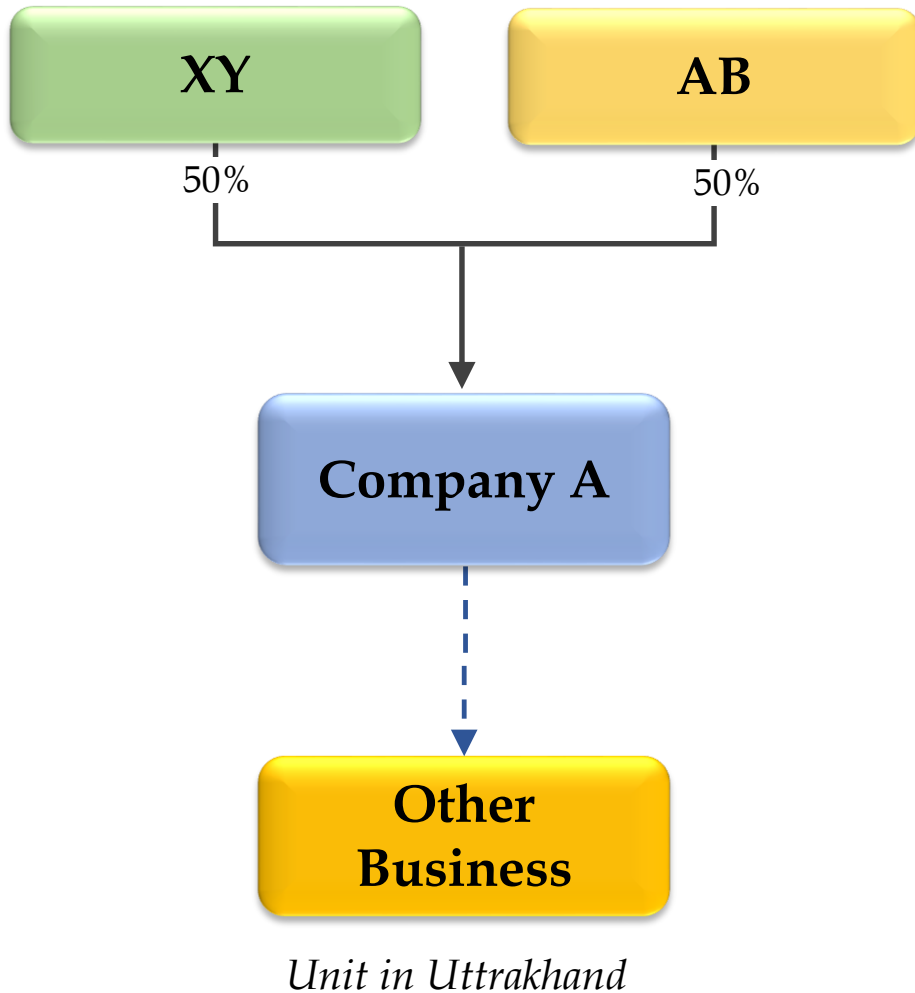 XY
AB
50%
50%
Company A
Other
Business
Unit in Uttrakhand